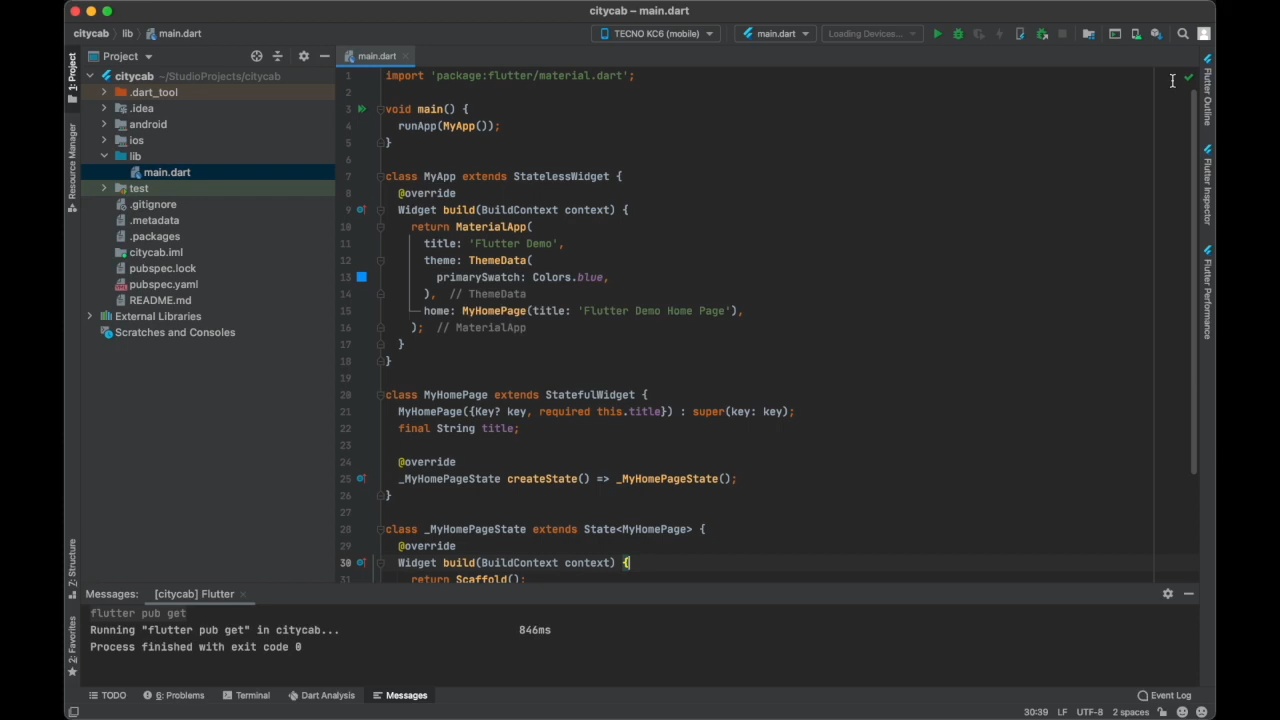 citycab – main.dart
citycab
lib
main.dart
TECNO KC6 (mobile)
main.dart
Loading Devices...
1: Project
Resource Manager
7: Structure
2: Favorites
Project
citycab ~/StudioProjects/citycab
.dart_tool
.idea
android
ios
lib
main.dart
test
.gitignore
.metadata
.packages
citycab.iml
pubspec.lock
pubspec.yaml
README.md
External Libraries
Scratches and Consoles
main.dart
1 import 'package:flutter/material.dart';
2
3 void main() {
4 runApp(MyApp());
5 }
6
7 class MyApp extends StatelessWidget {
8 @override
9 Widget build(BuildContext context) {
10 return MaterialApp(
11 title: 'Flutter Demo',
12 theme: ThemeData(
13 primarySwatch: Colors.blue,
14 ), // ThemeData
15 home: MyHomePage(title: 'Flutter Demo Home Page'),
16 ); // MaterialApp
17 }
18 }
19
20 class MyHomePage extends StatefulWidget {
21 MyHomePage({Key? key, required this.title}) : super(key: key);
22 final String title;
23
24 @override
25 _MyHomePageState createState() => _MyHomePageState();
26 }
27
28 class _MyHomePageState extends State<MyHomePage> {
29 @override
30 Widget build(BuildContext context) {
31 return Scaffold();
Flutter Outline
Flutter Inspector
Flutter Performance
Messages: [citycab] Flutter
flutter pub get
Running "flutter pub get" in citycab... 846ms
Process finished with exit code 0
TODO
6: Problems
Terminal
Dart Analysis
Messages
Event Log
30:39 LF UTF-8 2 spaces